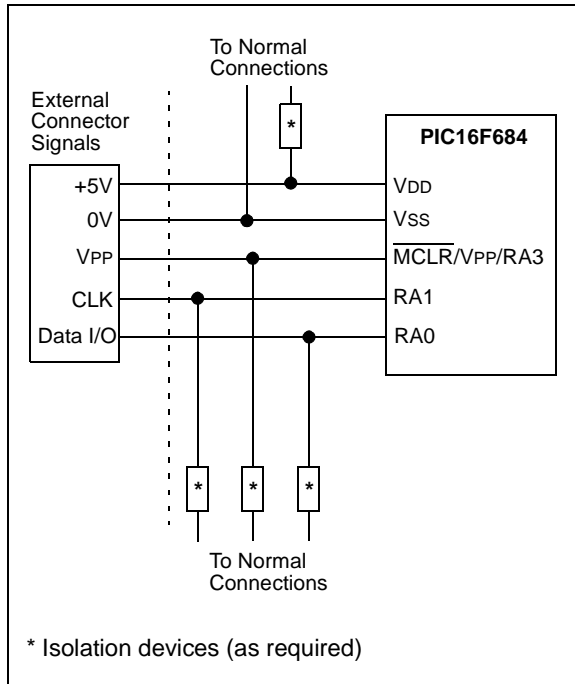 To Normal
Connections
External
Connector
Signals
*
PIC16F684
+5V
VDD
0V
VSS
VPP
MCLR/VPP/RA3
CLK
RA1
Data I/O
RA0
*
*
*
To Normal
Connections
* Isolation devices (as required)